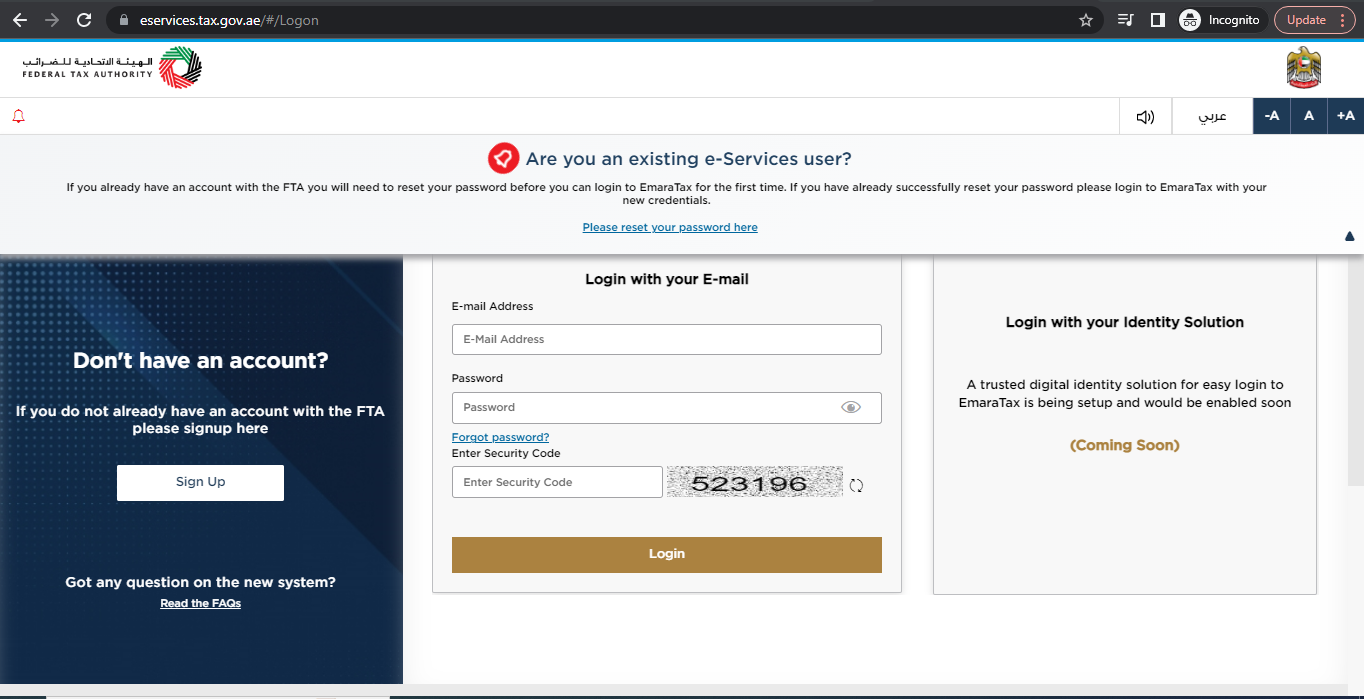 eservices.tax.gov.ae/#/Logon
Incognito
Update
الهيئة الاتحادية للضرائب
FEDERAL TAX AUTHORITY
عربي
-A
A
+A
Are you an existing e-Services user?
If you already have an account with the FTA you will need to reset your password before you can login to EmaraTax for the first time. If you have already successfully reset your password please login to EmaraTax with your
new credentials.
Please reset your password here
Don't have an account?
If you do not already have an account with the FTA
please signup here
Sign Up
Got any question on the new system?
Read the FAQs
Login with your E-mail
E-mail Address
E-Mail Address
Password
Password
Forgot password?
Enter Security Code
Enter Security Code
523196
Login
Login with your Identity Solution
A trusted digital identity solution for easy login to
EmaraTax is being setup and would be enabled soon
(Coming Soon)